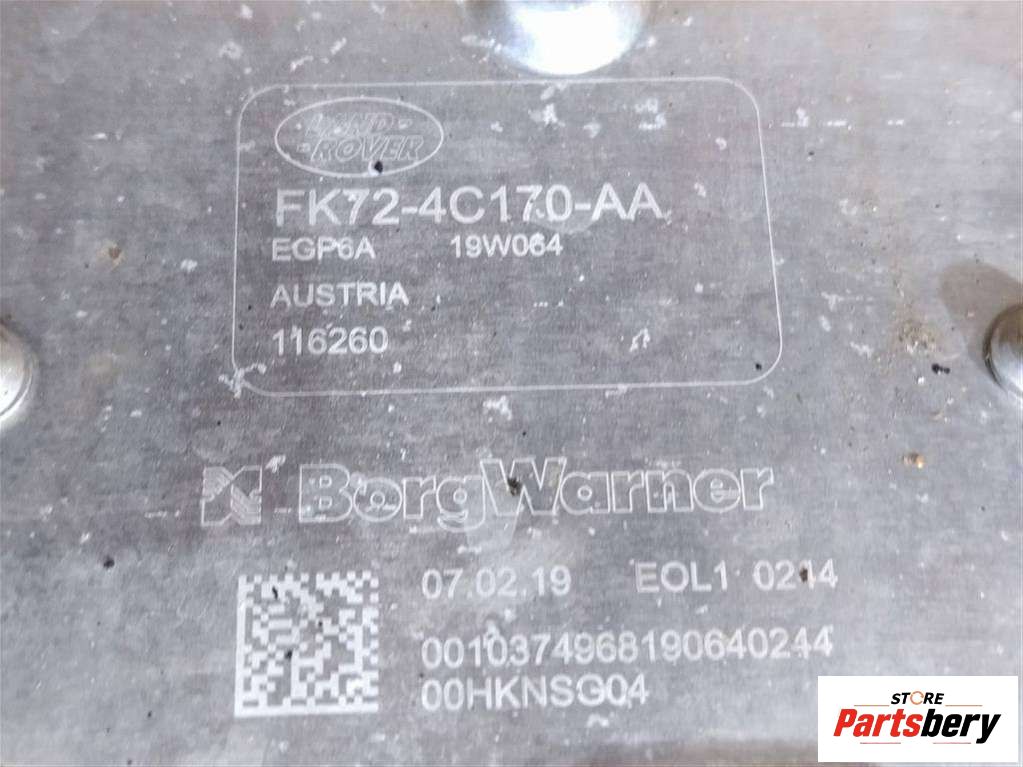 LAND
ROVER
FK72-4C170-AA
EGP6A 19W064
AUSTRIA
116260
BorgWarner
07.02.19 EOL1 0244
0010374968190640244
00HKNSG04
STORE
Partsbery